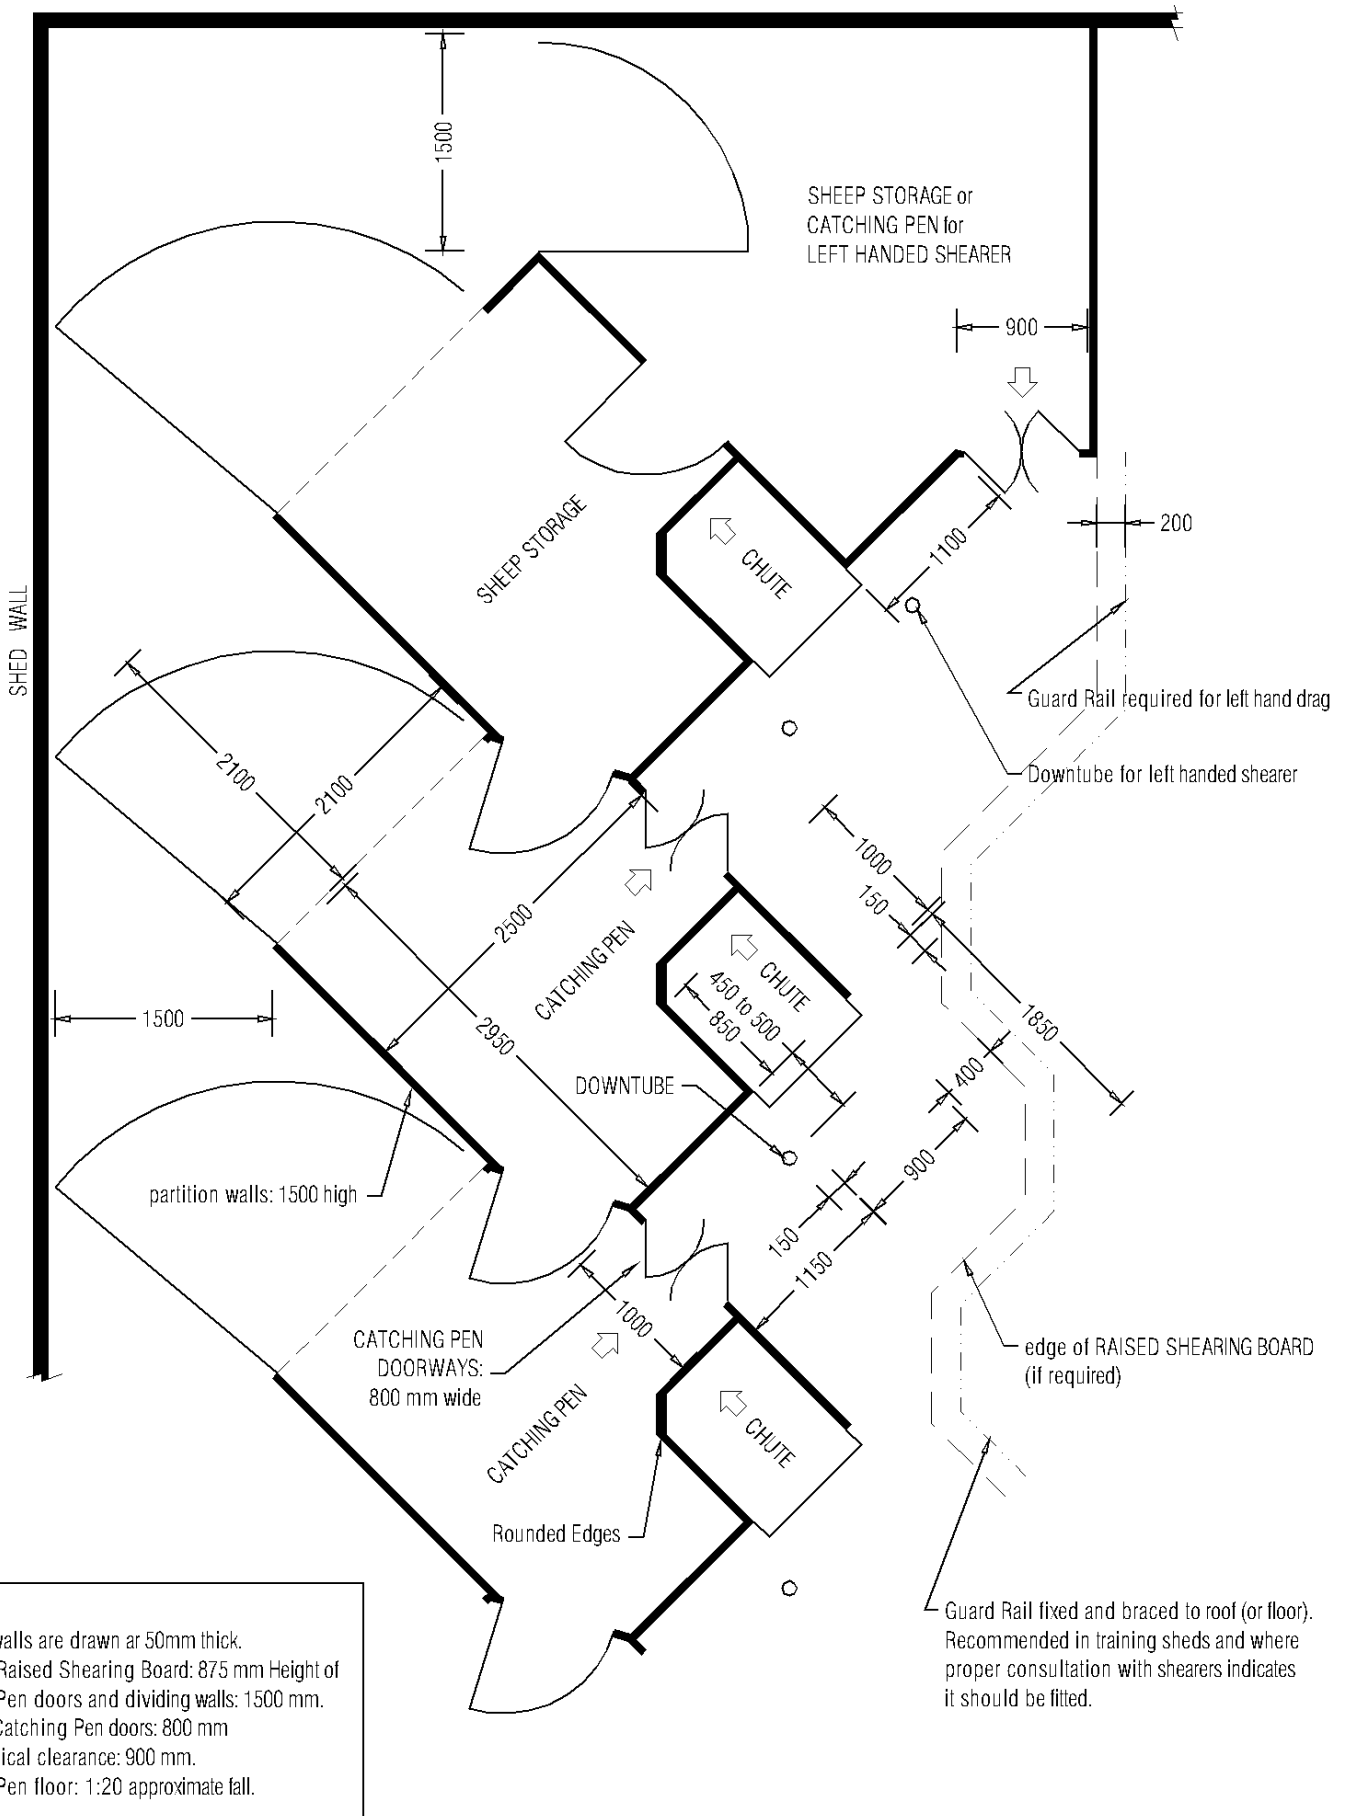 1500
SHEEP STORAGE or
CATCHING PEN for
LEFT HANDED SHEARER
900
SHEEP STORAGE
CHUTE
1100
200
SHED WALL
Guard Rail required for left hand drag
Downtube for left handed shearer
2100
2100
1000
150
2500
CATCHING PEN
CHUTE
450 to 500
850
1500
2950
1850
400
DOWNTUBE
900
partition walls: 1500 high
150
1150
1000
CATCHING PEN
DOORWAYS:
800 mm wide
edge of RAISED SHEARING BOARD
(if required)
CATCHING PEN
CHUTE
Rounded Edges
Guard Rail fixed and braced to roof (or floor).
Recommended in training sheds and where
proper consultation with shearers indicates
it should be fitted.
walls are drawn ar 50mm thick.
Raised Shearing Board: 875 mm Height of
Pen doors and dividing walls: 1500 mm.
Catching Pen doors: 800 mm
ical clearance: 900 mm.
Pen floor: 1:20 approximate fall.